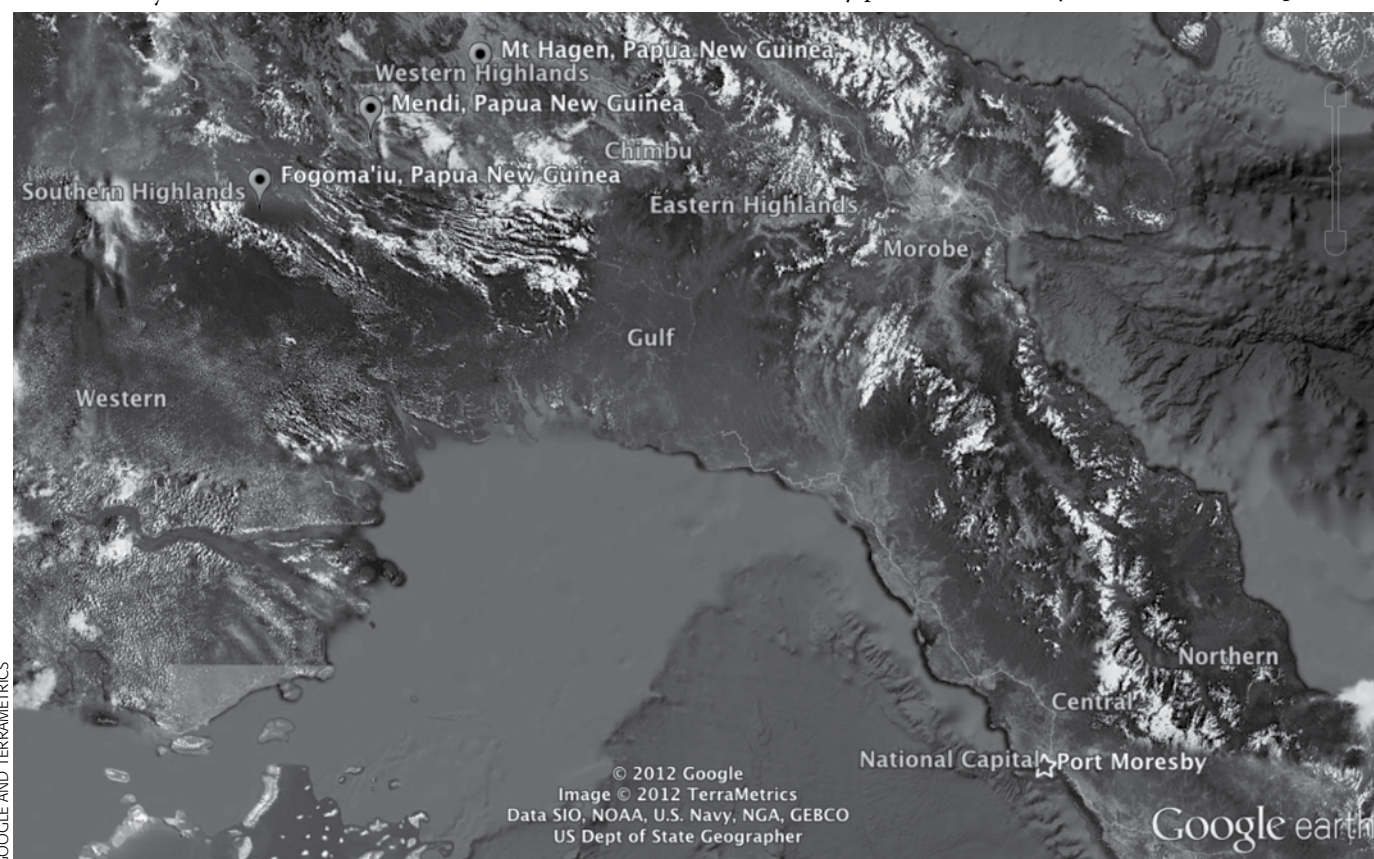 Mt Hagen, Papua New Guinea
Western Highlands
Mendi, Papua New Guinea
Chimbu
Fogoma'iu, Papua New Guinea
Southern Highlands
Eastern Highlands
Morobe
Gulf
Western
Northern
Central
National Capital
Port Moresby
© 2012 Google
Image © 2012 TerraMetrics
Data SIO, NOAA, U.S. Navy, NGA, GEBCO
US Dept of State Geographer
Google earth
GOOGLE AND TERRAMETRICS